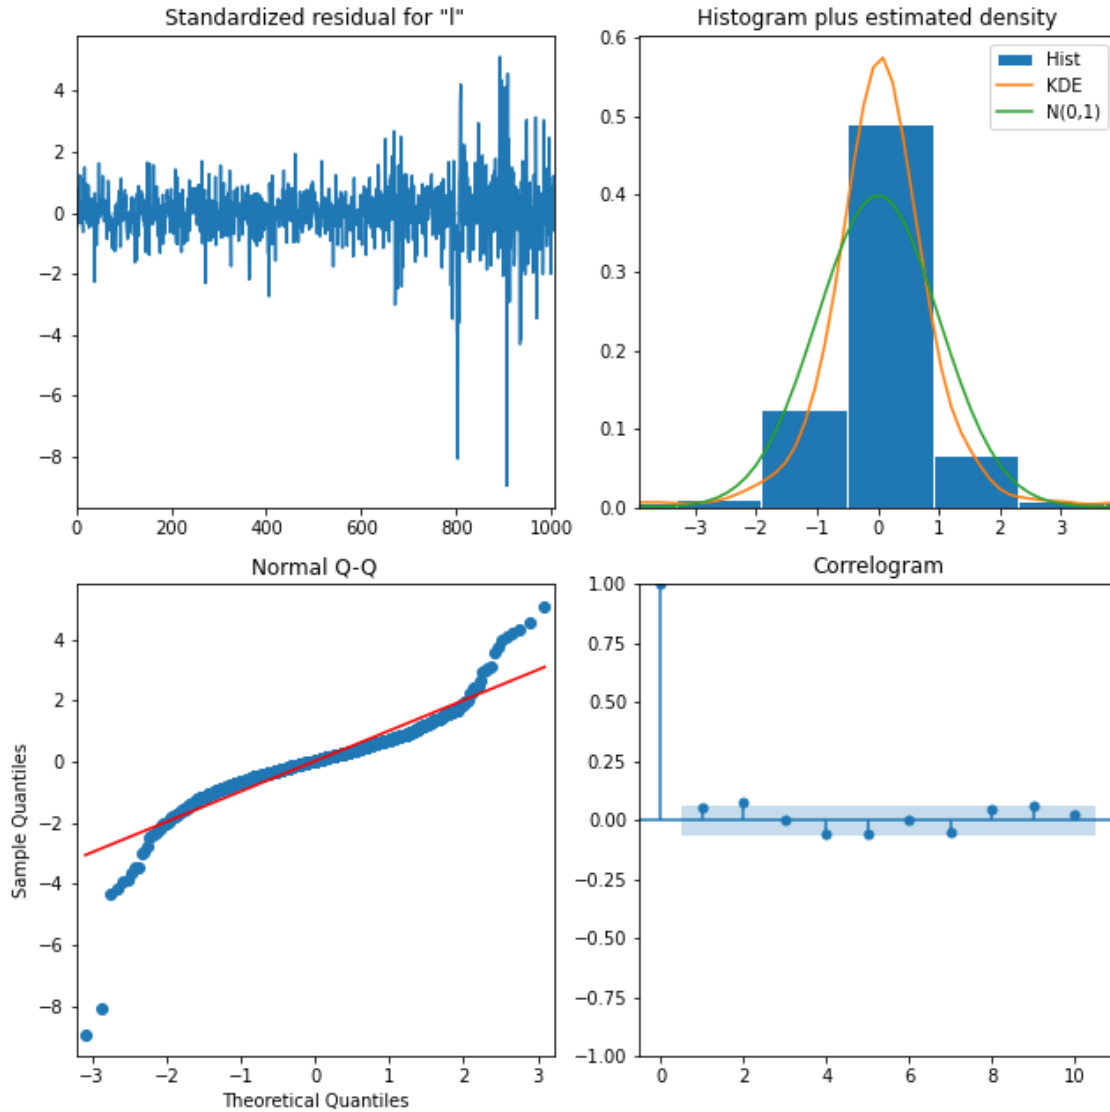 Standardized residual for "l"
4
2
0
−2
−4
−6
−8
0 200 400 600 800 1000
Histogram plus estimated density
Hist
KDE
N(0,1)
0.6
0.5
0.4
0.3
0.2
0.1
0.0
−3 −2 −1 0 1 2 3
Normal Q-Q
Sample Quantiles
4
2
0
−2
−4
−6
−8
−3 −2 −1 0 1 2 3
Theoretical Quantiles
Correlogram
1.00
0.75
0.50
0.25
0.00
−0.25
−0.50
−0.75
−1.00
0 2 4 6 8 10